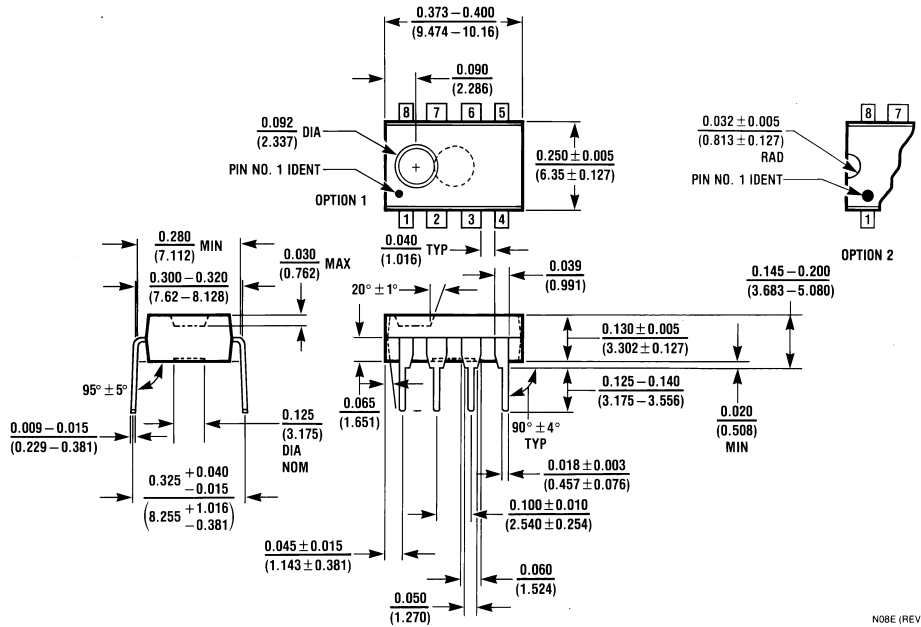 0.373–0.400
(9.474–10.16)
0.090
(2.286)
8 7 6 5
0.092
(2.337) DIA
PIN NO. 1 IDENT
OPTION 1
1 2 3 4
0.250 ± 0.005
(6.35 ± 0.127)
0.032 ± 0.005
(0.813 ± 0.127)
RAD
PIN NO. 1 IDENT
8 7
1
OPTION 2
0.280
(7.112) MIN
0.030
(0.762) MAX
0.300–0.320
(7.62–8.128)
95° ± 5°
0.009–0.015
(0.229–0.381)
0.125
(3.175)
DIA
NOM
0.325 +0.040
−0.015
(8.255 +1.016
−0.381)
0.040
(1.016) TYP
0.039
(0.991)
20° ± 1°
0.145–0.200
(3.683–5.080)
0.130 ± 0.005
(3.302 ± 0.127)
0.125–0.140
(3.175–3.556)
0.020
(0.508)
MIN
0.065
(1.651)
90° ± 4°
TYP
0.018 ± 0.003
(0.457 ± 0.076)
0.100 ± 0.010
(2.540 ± 0.254)
0.045 ± 0.015
(1.143 ± 0.381)
0.060
(1.524)
0.050
(1.270)
N08E (REV